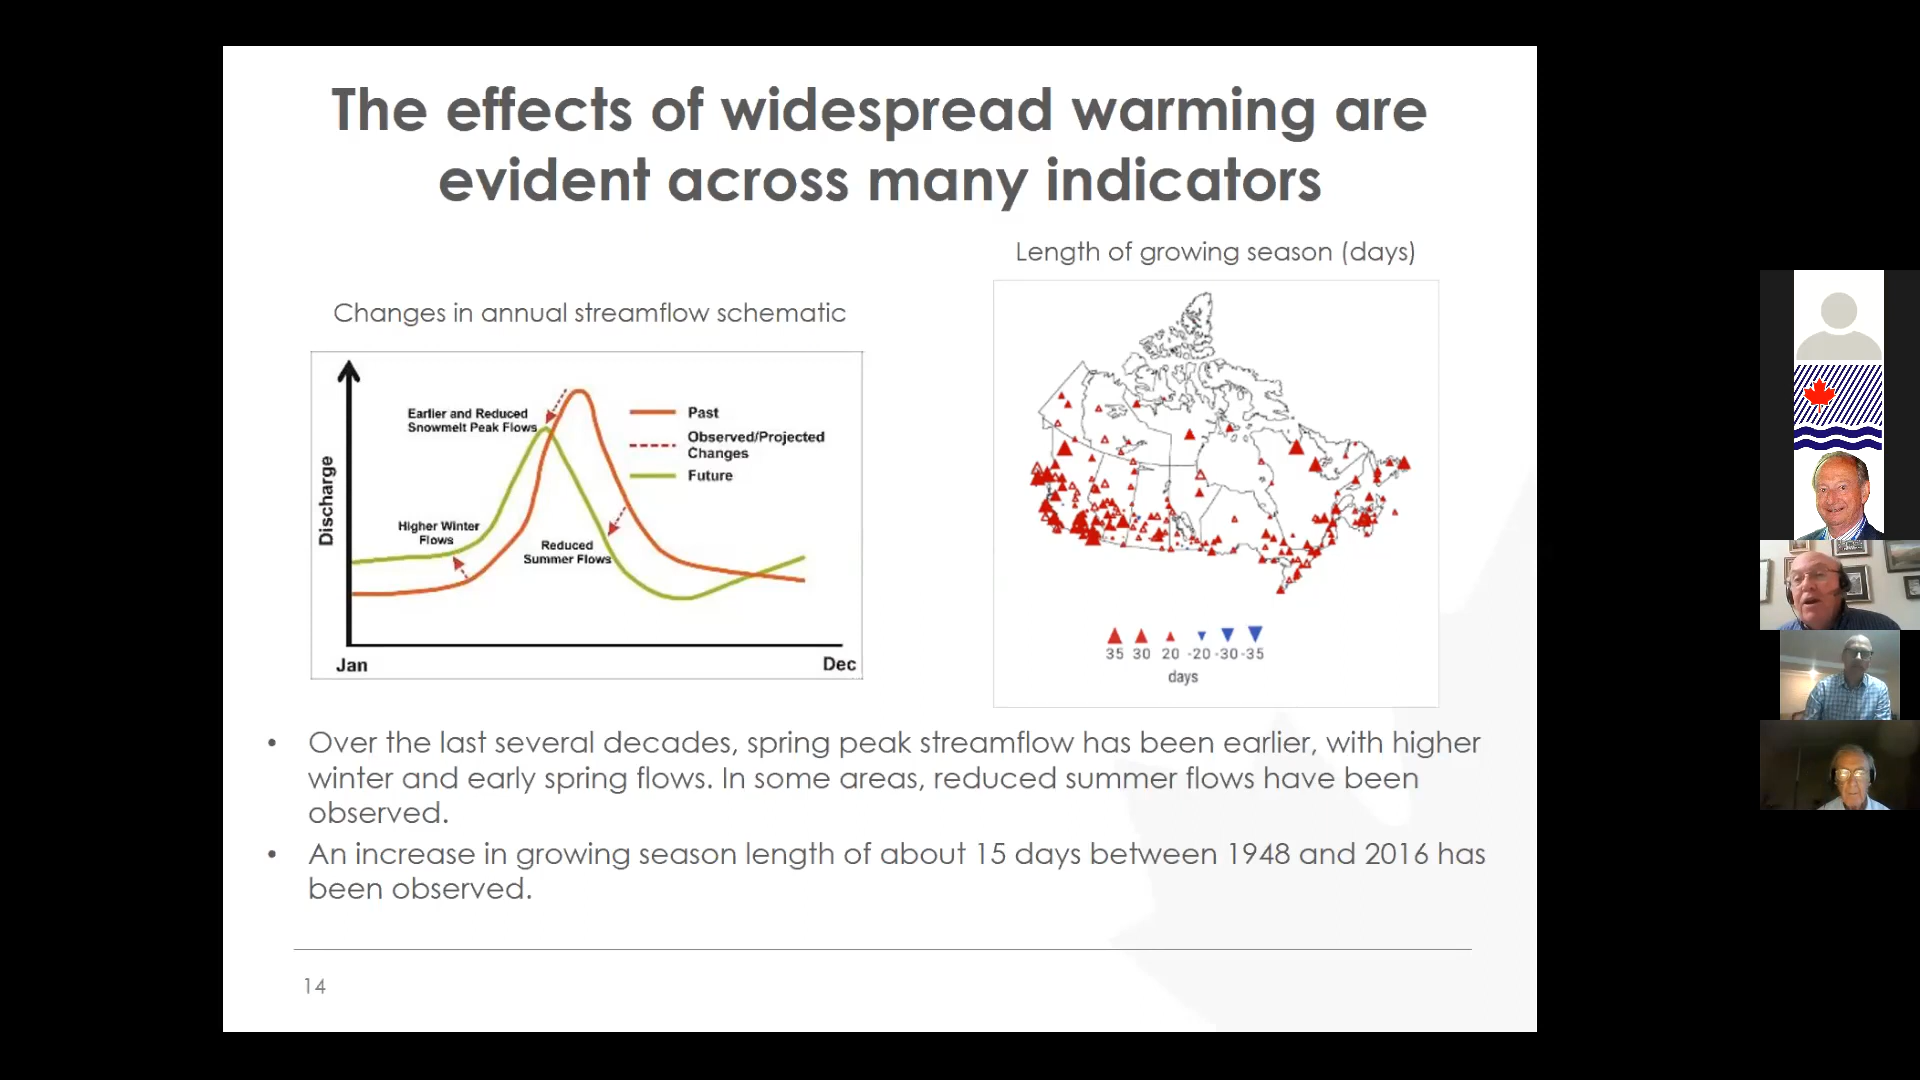 The effects of widespread warming are
evident across many indicators
Changes in annual streamflow schematic
Discharge
Earlier and Reduced
Snowmelt Peak Flows
Higher Winter
Flows
Reduced
Summer Flows
Past
Observed/Projected
Changes
Future
Jan
Dec
Length of growing season (days)
35 30 20 -20 -30 -35
days
• Over the last several decades, spring peak streamflow has been earlier, with higher
winter and early spring flows. In some areas, reduced summer flows have been
observed.
• An increase in growing season length of about 15 days between 1948 and 2016 has
been observed.
14